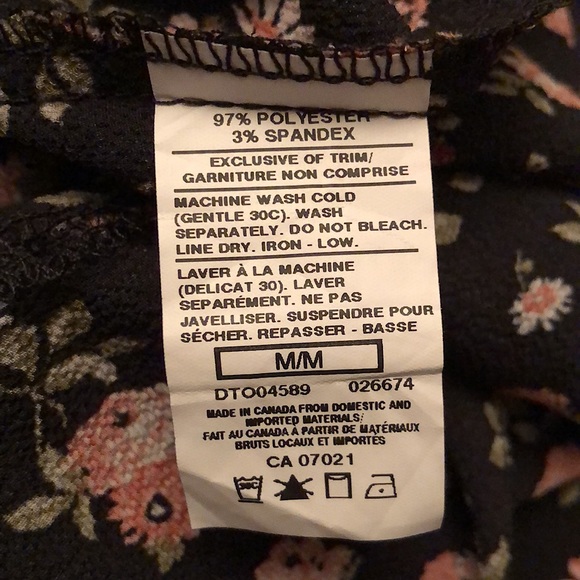 97% POLYESTER
3% SPANDEX
EXCLUSIVE OF TRIM/
GARNITURE NON COMPRISE
MACHINE WASH COLD
(GENTLE 30C). WASH
SEPARATELY. DO NOT BLEACH.
LINE DRY. IRON - LOW.
LAVER À LA MACHINE
(DELICAT 30). LAVER
SEPARÉMENT. NE PAS
JAVELLISER. SUSPENDRE POUR
SÉCHER. REPASSER - BASSE
M/M
DTO04589 026674
MADE IN CANADA FROM DOMESTIC AND
IMPORTED MATERIALS/
FAIT AU CANADA À PARTIR DE MATÉRIAUX
BRUTS LOCAUX ET IMPORTÉS
CA 07021
30C